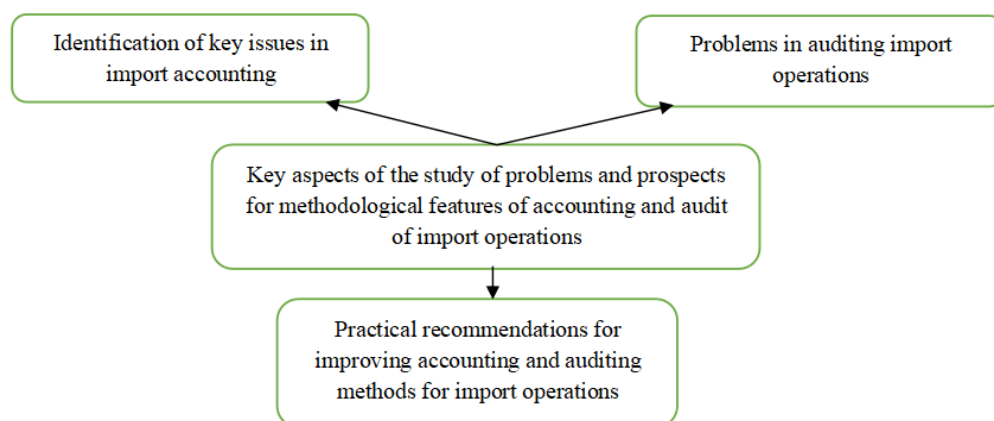 Identification of key issues in
import accounting
Problems in auditing import
operations
Key aspects of the study of problems and prospects
for methodological features of accounting and audit
of import operations
Practical recommendations for
improving accounting and auditing
methods for import operations